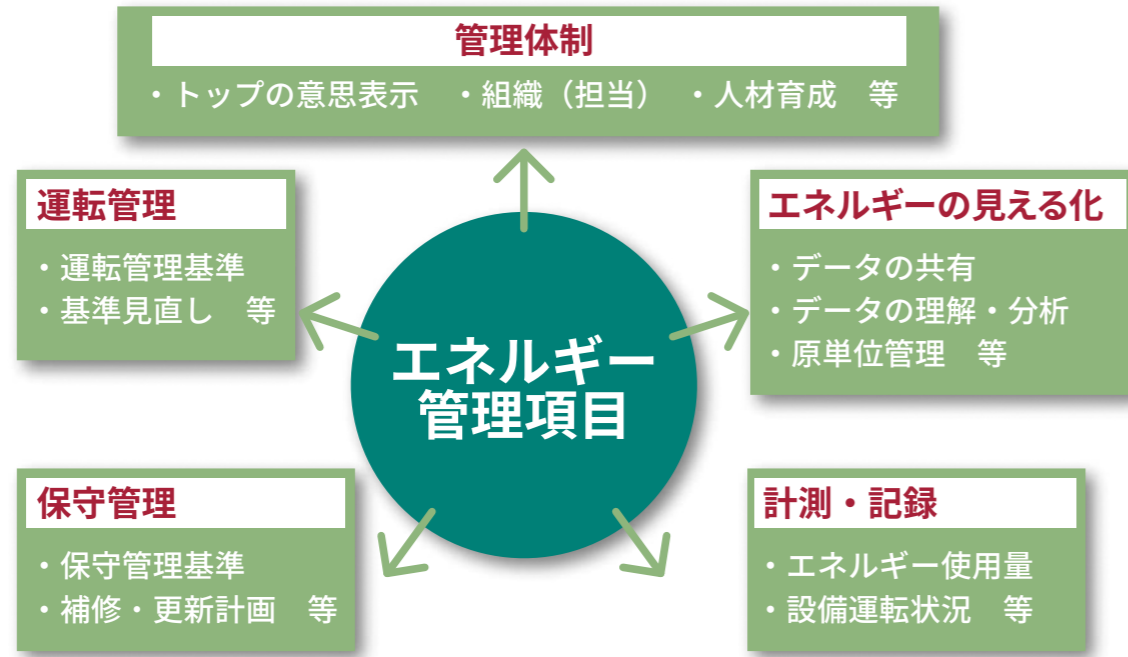 管理体制
・トップの意思表示　・組織（担当）　・人材育成　等
運転管理
・運転管理基準
・基準見直し　等
エネルギーの見える化
・データの共有
・データの理解・分析
・原単位管理　等
エネルギー
管理項目
保守管理
・保守管理基準
・補修・更新計画　等
計測・記録
・エネルギー使用量
・設備運転状況　等